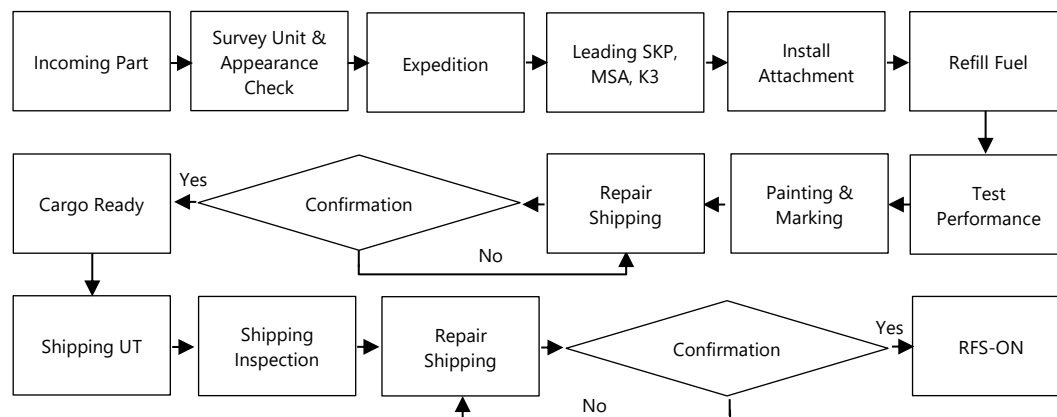 Incoming Part
Survey Unit &
Appearance
Check
Expedition
Leading SKP,
MSA, K3
Install
Attachment
Refill Fuel
Cargo Ready
Yes
Confirmation
No
Repair
Shipping
Painting &
Marking
Test
Performance
Shipping UT
Shipping
Inspection
Repair
Shipping
Confirmation
Yes
No
RFS-ON